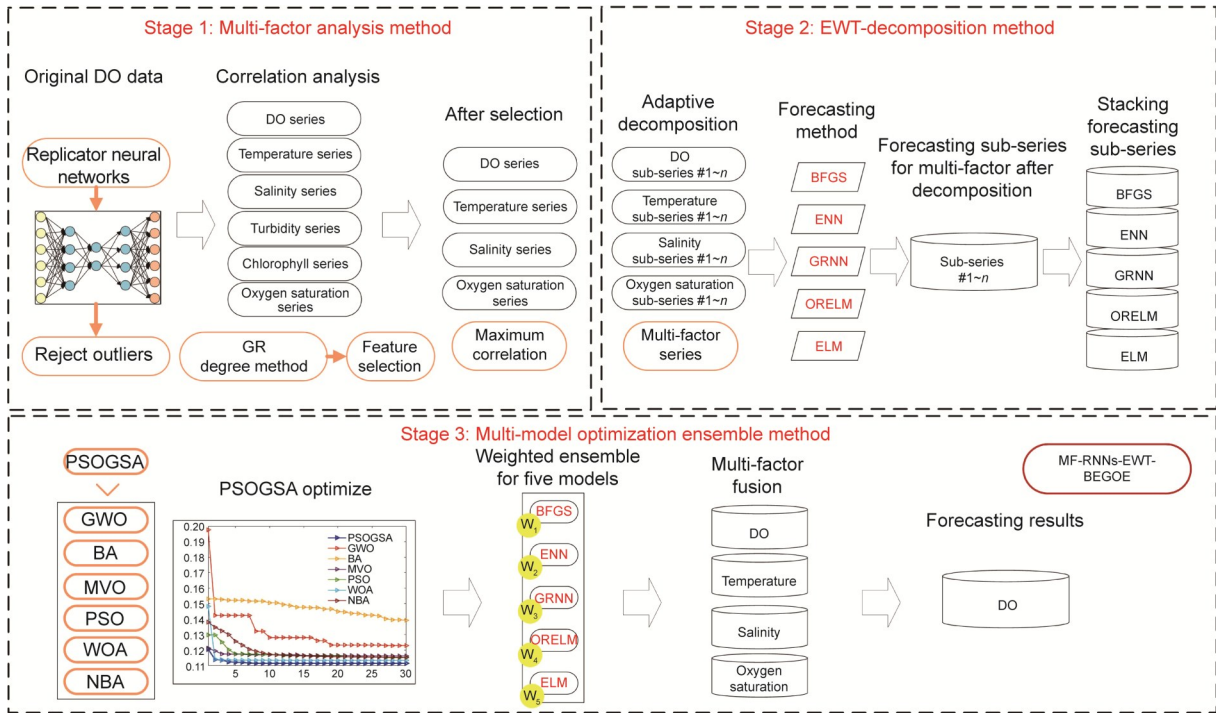 Stage 1: Multi-factor analysis method
Original DO data
Replicator neural
networks
Reject outliers
Correlation analysis
DO series
Temperature series
Salinity series
Turbidity series
Chlorophyll series
Oxygen saturation
series
GR
degree method
Feature
selection
After selection
DO series
Temperature series
Salinity series
Oxygen saturation
series
Maximum
correlation
Stage 2: EWT-decomposition method
Adaptive
decomposition
DO
sub-series #1~n
Temperature
sub-series #1~n
Salinity
sub-series #1~n
Oxygen saturation
sub-series #1~n
Multi-factor
series
Forecasting
method
BFGS
ENN
GRNN
ORELM
ELM
Forecasting sub-series
for multi-factor after
decomposition
Sub-series
#1~n
Stacking
forecasting
sub-series
BFGS
ENN
GRNN
ORELM
ELM
Stage 3: Multi-model optimization ensemble method
PSOGSA
GWO
BA
MVO
PSO
WOA
NBA
PSOGSA optimize
0.20
0.19
0.18
0.17
0.16
0.15
0.14
0.13
0.12
0.11
5
10
15
20
25
30
PSOGSA
GWO
BA
MVO
PSO
WOA
NBA
Weighted ensemble
for five models
BFGS
W1
ENN
W2
GRNN
W3
ORELM
W4
ELM
W5
Multi-factor
fusion
DO
Temperature
Salinity
Oxygen
saturation
MF-RNNs-EWT-
BEGOE
Forecasting results
DO